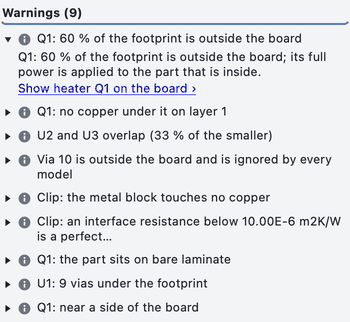 Warnings (9)
Q1: 60 % of the footprint is outside the board
Q1: 60 % of the footprint is outside the board; its full
power is applied to the part that is inside.
Show heater Q1 on the board ›
Q1: no copper under it on layer 1
U2 and U3 overlap (33 % of the smaller)
Via 10 is outside the board and is ignored by every
model
Clip: the metal block touches no copper
Clip: an interface resistance below 10.00E-6 m2K/W
is a perfect…
Q1: the part sits on bare laminate
U1: 9 vias under the footprint
Q1: near a side of the board